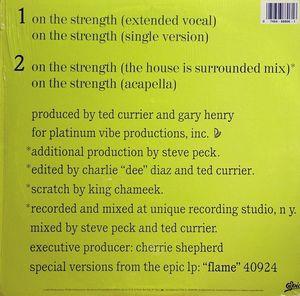 1 on the strength (extended vocal)
on the strength (single version)
2 on the strength (the house is surrounded mix)*
on the strength (acapella)
produced by ted currier and gary henry
for platinum vibe productions, inc.
*additional production by steve peck.
*edited by charlie "dee" diaz and ted currier.
*scratch by king chameek.
*recorded and mixed at unique recording studio, n y.
mixed by steve peck and ted currier.
executive producer: cherrie shepherd
special versions from the epic lp: "flame" 40924
Epic